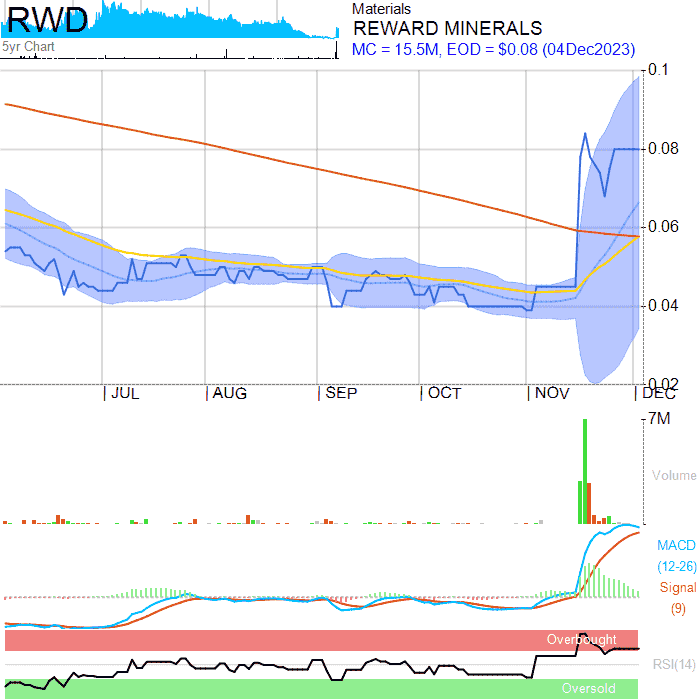 RWD
5yr Chart
Materials
REWARD MINERALS
MC = 15.5M, EOD = $0.08 (04Dec2023)
0.1
0.08
0.06
0.04
0.02
JUL AUG SEP OCT NOV DEC
7M
Volume
MACD
(12-26)
Signal
(9)
Overbought
RSI(14)
Oversold